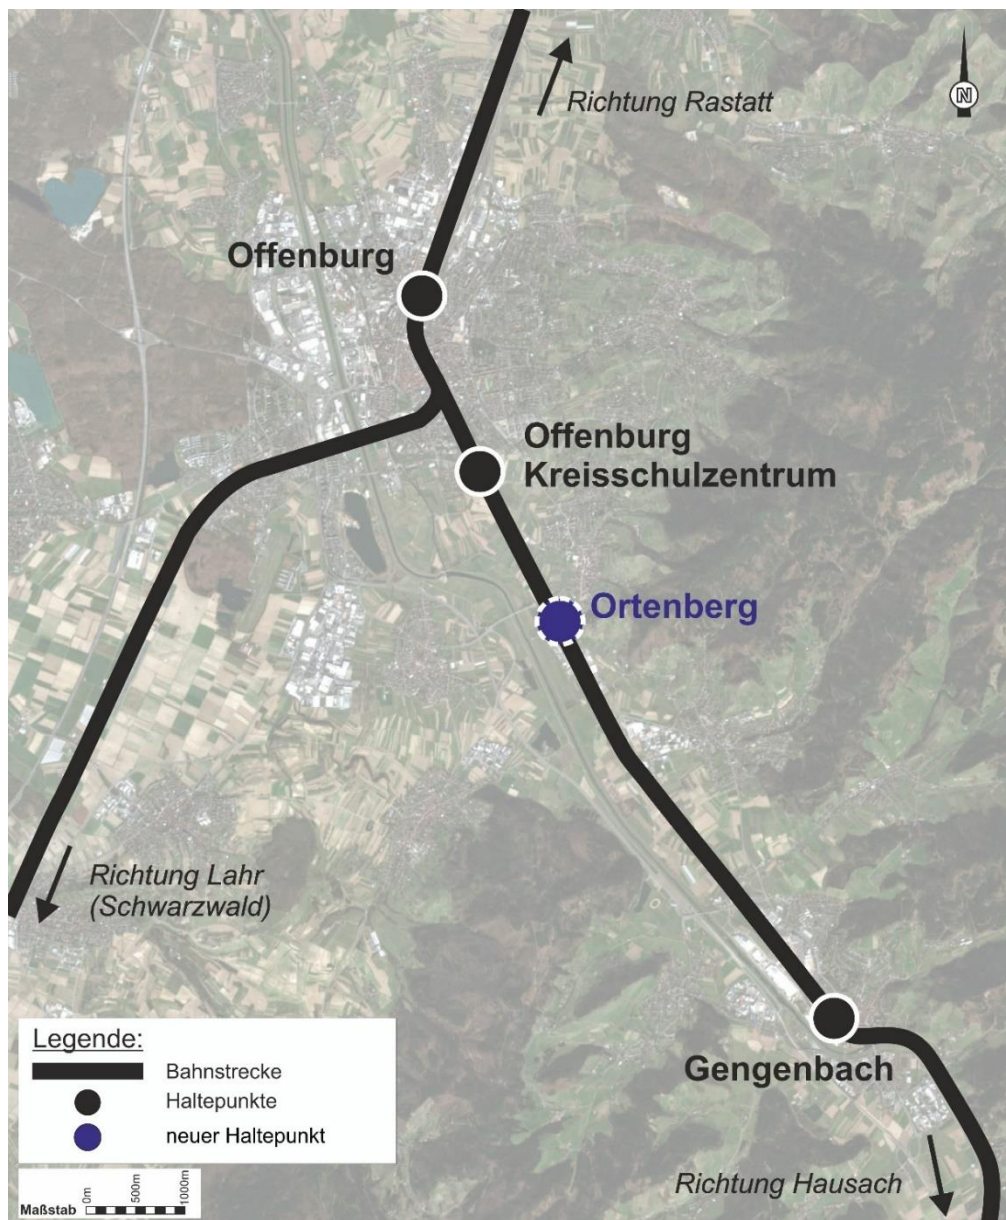 Richtung Rastatt
N
Offenburg
Offenburg
Kreisschulzentrum
Ortenberg
Richtung Lahr
(Schwarzwald)
Gengenbach
Legende:
Bahnstrecke
Haltepunkte
neuer Haltepunkt
Richtung Hausach
Maßstab
0m
500m
1000m